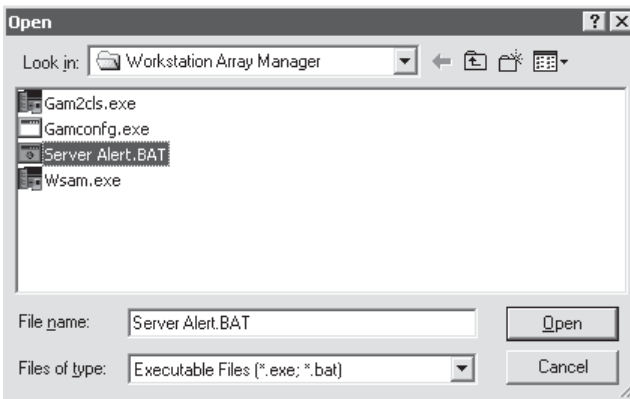 Open
Look in: Workstation Array Manager
Gam2cls.exe
Gamconfg.exe
Server Alert.BAT
Wsam.exe
File name: Server Alert.BAT Open
Files of type: Executable Files (*.exe; *.bat) Cancel